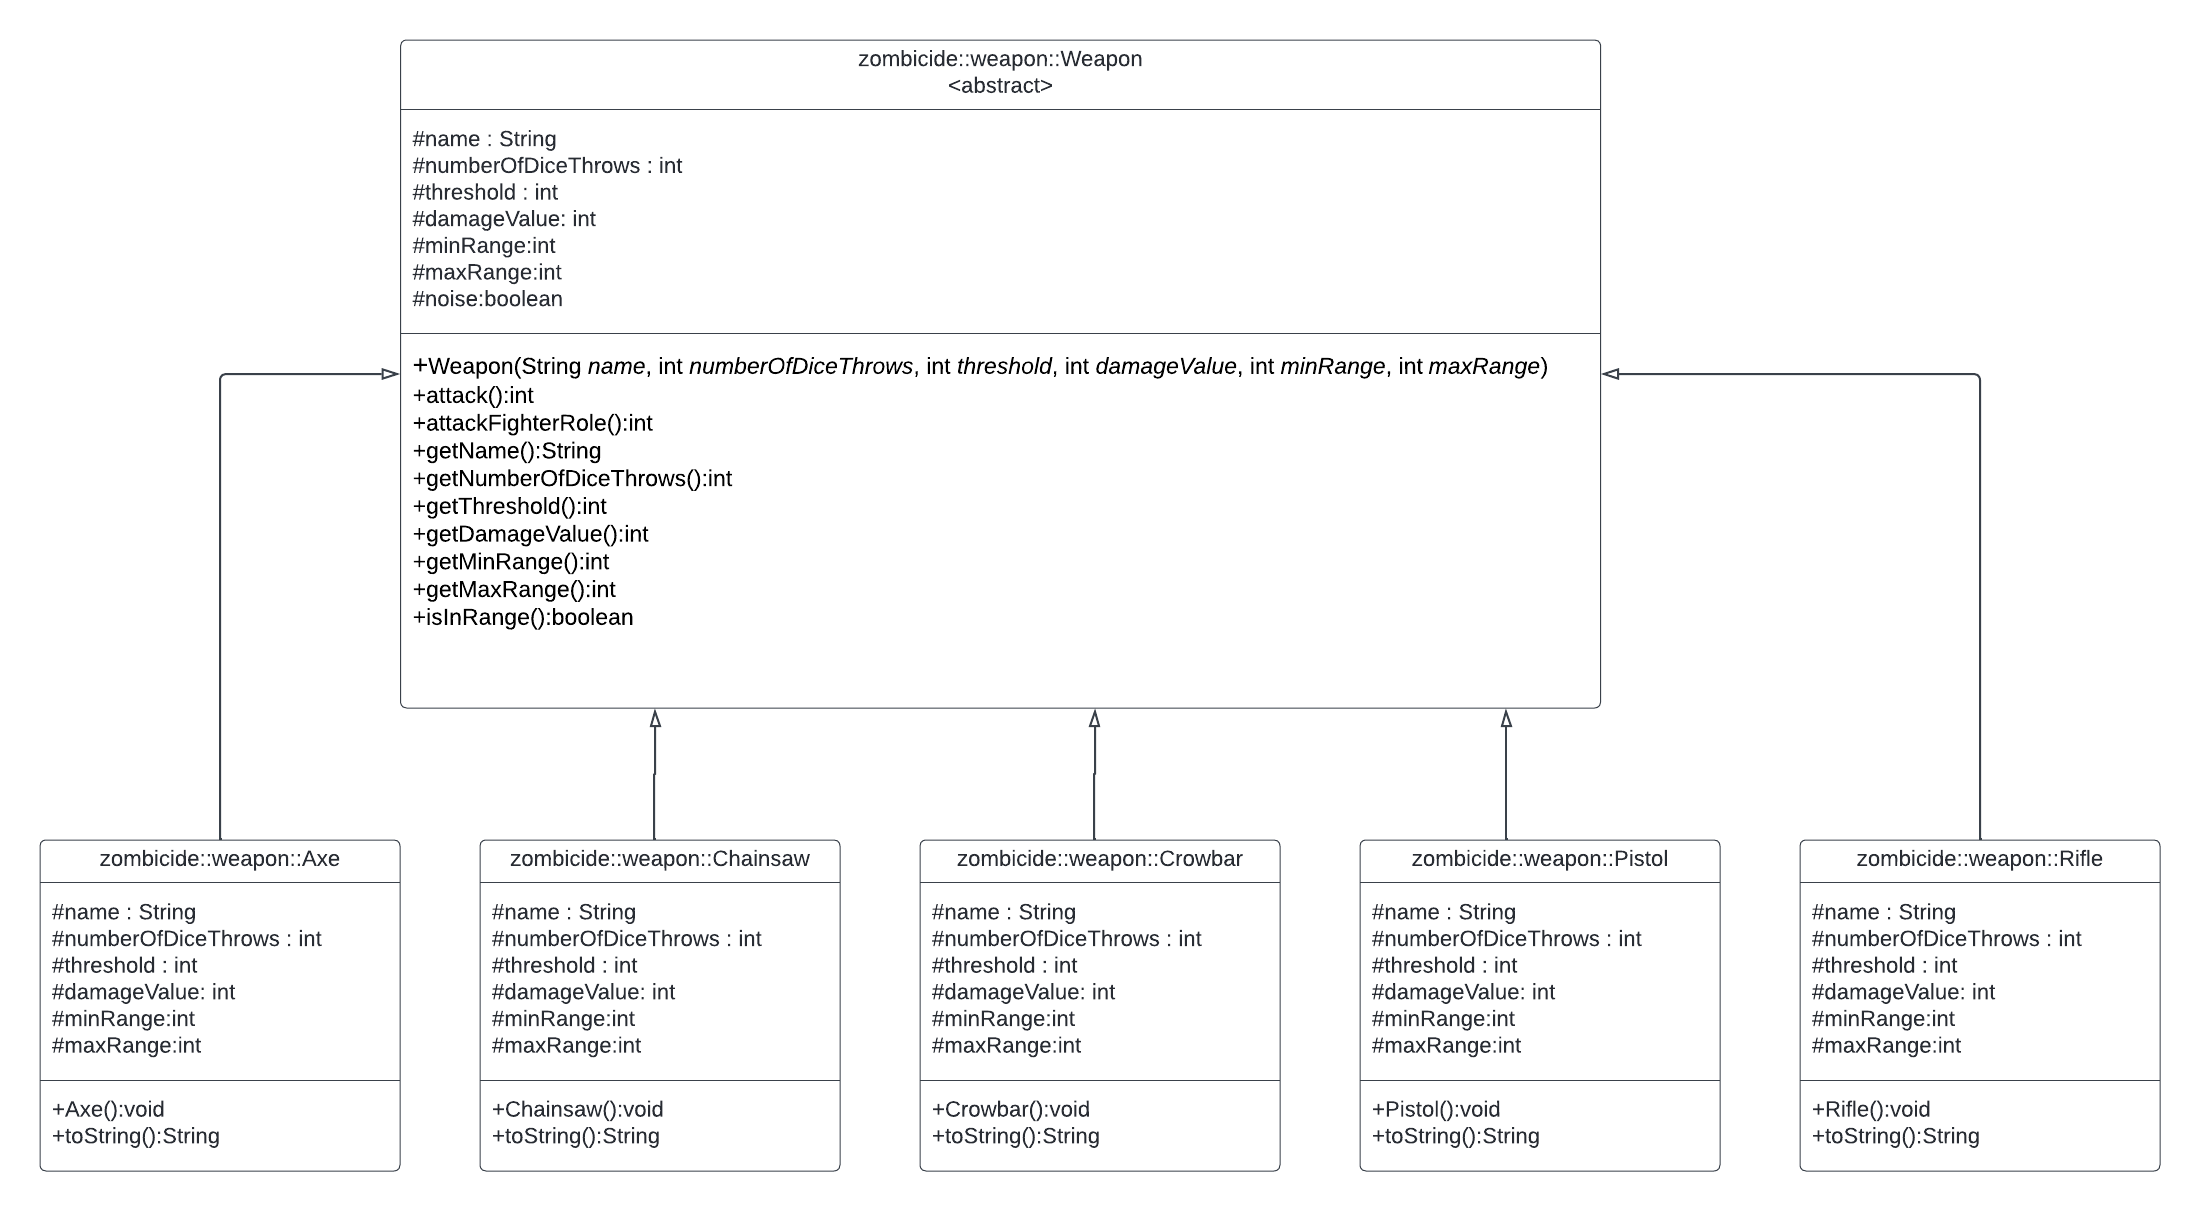 zombicide::weapon::Weapon
<abstract>
#name : String
#numberOfDiceThrows : int
#threshold : int
#damageValue: int
#minRange:int
#maxRange:int
#noise:boolean
+Weapon(String name, int numberOfDiceThrows, int threshold, int damageValue, int minRange, int maxRange)
+attack():int
+attackFighterRole():int
+getName():String
+getNumberOfDiceThrows():int
+getThreshold():int
+getDamageValue():int
+getMinRange():int
+getMaxRange():int
+isInRange():boolean
zombicide::weapon::Axe
#name : String
#numberOfDiceThrows : int
#threshold : int
#damageValue: int
#minRange:int
#maxRange:int
+Axe():void
+toString():String
zombicide::weapon::Chainsaw
#name : String
#numberOfDiceThrows : int
#threshold : int
#damageValue: int
#minRange:int
#maxRange:int
+Chainsaw():void
+toString():String
zombicide::weapon::Crowbar
#name : String
#numberOfDiceThrows : int
#threshold : int
#damageValue: int
#minRange:int
#maxRange:int
+Crowbar():void
+toString():String
zombicide::weapon::Pistol
#name : String
#numberOfDiceThrows : int
#threshold : int
#damageValue: int
#minRange:int
#maxRange:int
+Pistol():void
+toString():String
zombicide::weapon::Rifle
#name : String
#numberOfDiceThrows : int
#threshold : int
#damageValue: int
#minRange:int
#maxRange:int
+Rifle():void
+toString():String